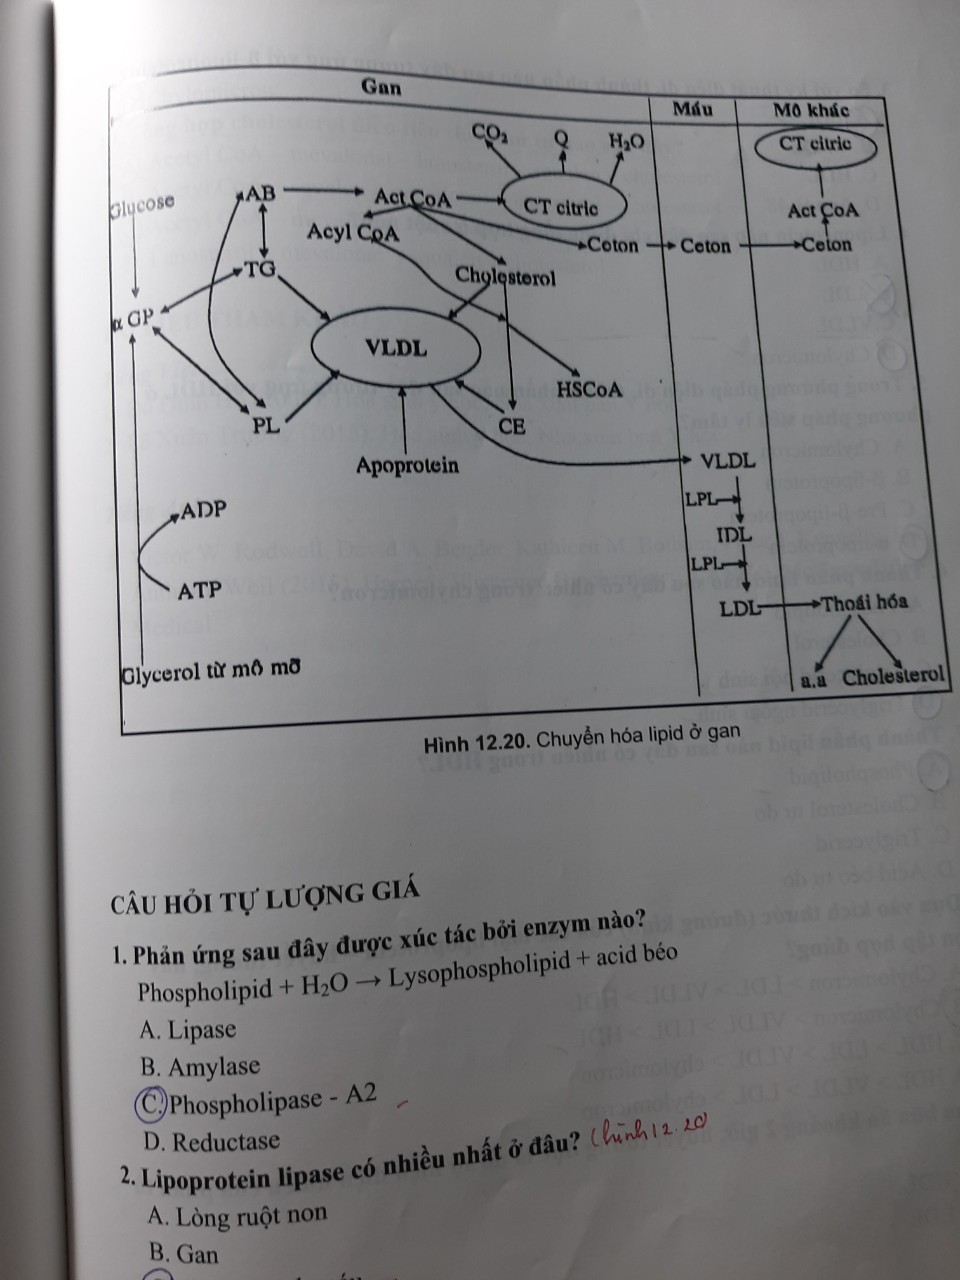 Gan
Máu
Mô khác
CO₂
Q
H₂O
CT citric
Glucose
AB
Act CoA
CT citric
Act CoA
Acyl CoA
Ceton
Ceton
Ceton
TG
Cholesterol
α GP
VLDL
HSCoA
PL
CE
Apoprotein
VLDL
LPL
ADP
IDL
LPL
ATP
LDL
Thoái hóa
Glycerol từ mô mỡ
a.a
Cholesterol
Hình 12.20. Chuyển hóa lipid ở gan
CÂU HỎI TỰ LƯỢNG GIÁ
1. Phản ứng sau đây được xúc tác bởi enzym nào?
Phospholipid + H₂O → Lysophospholipid + acid béo
A. Lipase
B. Amylase
C. Phospholipase - A2
D. Reductase
2. Lipoprotein lipase có nhiều nhất ở đâu? (hình 12.20
A. Lòng ruột non
B. Gan